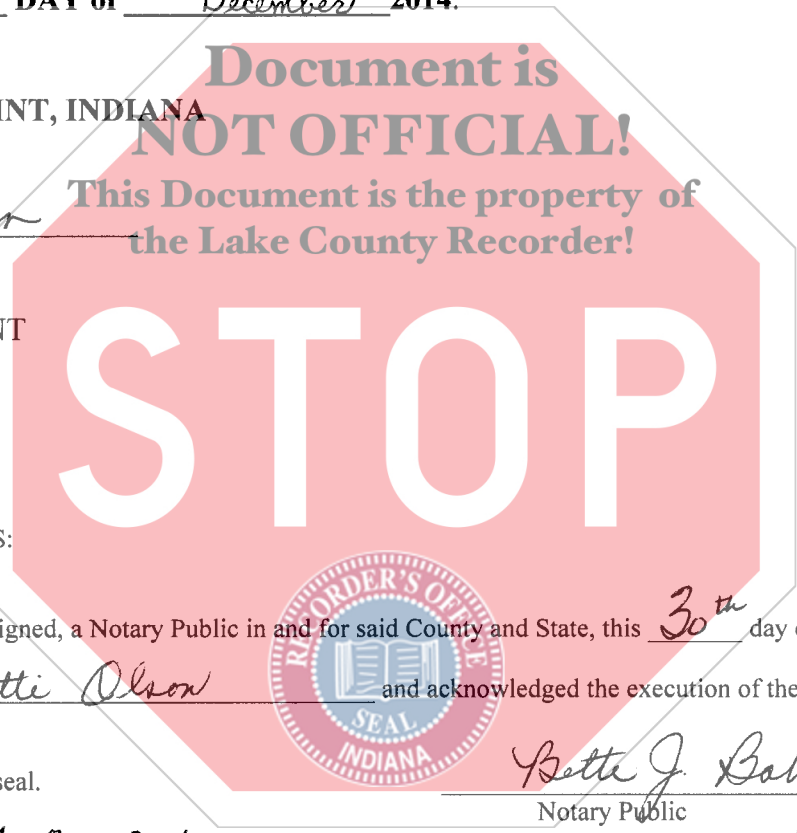 DAY of December 2014.
Document is
INT, INDIANA
NOT OFFICIAL!
This Document is the property of
the Lake County Recorder!
NT
STOP
S:
RECORDER'S OFFICE
igned, a Notary Public in and for said County and State, this 30th day
tti Olson and acknowledged the execution of the
SEAL
INDIANA
seal.
Bette J.
Notary Public